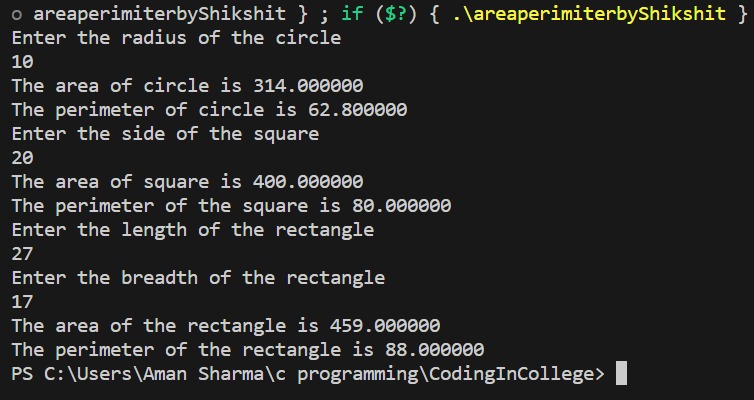 areaperimiterbyShikshit } ; if ($?) { .\areaperimiterbyShikshit }
Enter the radius of the circle
10
The area of circle is 314.000000
The perimeter of circle is 62.800000
Enter the side of the square
20
The area of square is 400.000000
The perimeter of the square is 80.000000
Enter the length of the rectangle
27
Enter the breadth of the rectangle
17
The area of the rectangle is 459.000000
The perimeter of the rectangle is 88.000000
PS C:\Users\Aman Sharma\c programming\CodingInCollege>